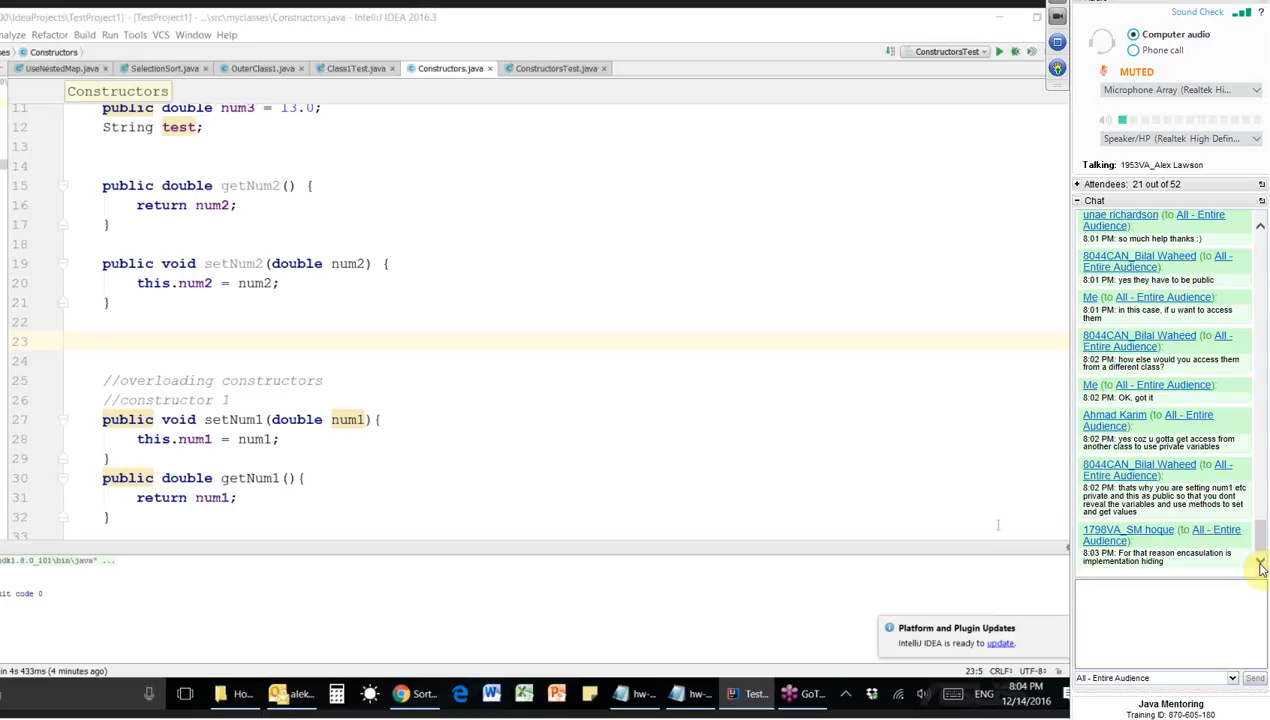 00\IdeaProjects\TestProject1) - [TestProject1] - ...\src\myclasses\Constructors.java - IntelliJ IDEA 2016.3
Analyze Refactor Build Run Tools VCS Window Help
Constructors
ConstructorsTest
UseNestedMap.java × SelectionSort.java × OuterClass1.java × Class1Test.java × Constructors.java × ConstructorsTest.java ×
Constructors
11 public double num3 = 13.0;
12 String test;
13
14
15 public double getNum2() {
16 return num2;
17 }
18
19 public void setNum2(double num2) {
20 this.num2 = num2;
21 }
22
23
24
25 //overloading constructors
26 //constructor 1
27 public void setNum1(double num1){
28 this.num1 = num1;
29 }
30 public double getNum1(){
31 return num1;
32 }
33
jdk1.8.0_101\bin\java" ...
xit code 0
Platform and Plugin Updates
IntelliJ IDEA is ready to update.
in 4s 433ms (4 minutes ago)
23:5 CRLF÷ UTF-8÷
Ho...
alek...
Sort...
hw-...
hw-...
Test...
GoT...
ENG
8:04 PM
12/14/2016
Sound Check ?
Computer audio
Phone call
MUTED
Microphone Array (Realtek Hi...
Speaker/HP (Realtek High Defin...
Talking: 1953VA_Alex Lawson
Attendees: 21 out of 52
Chat
unae richardson (to All - Entire
Audience):
8:01 PM: so much help thanks :)
8044CAN_Bilal Waheed (to All -
Entire Audience):
8:01 PM: yes they have to be public
Me (to All - Entire Audience):
8:01 PM: in this case, if u want to access
them
8044CAN_Bilal Waheed (to All -
Entire Audience):
8:02 PM: how else would you access them
from a different class?
Me (to All - Entire Audience):
8:02 PM: OK, got it
Ahmad Karim (to All - Entire
Audience):
8:02 PM: yes coz u gotta get access from
another class to use private variables
8044CAN_Bilal Waheed (to All -
Entire Audience):
8:02 PM: thats why you are setting num1 etc
private and this as public so that you dont
reveal the variables and use methods to set
and get values
1798VA_SM hoque (to All - Entire
Audience):
8:03 PM: For that reason encasulation is
implementation hiding
All - Entire Audience
Send
Java Mentoring
Training ID: 870-605-180